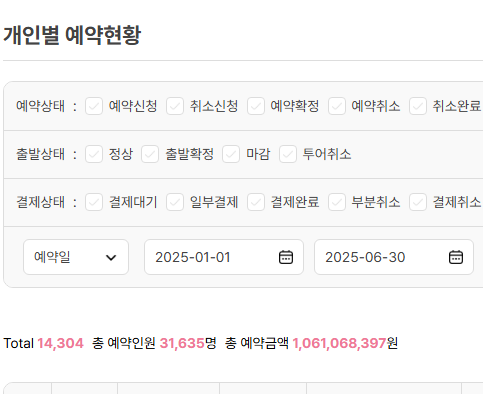 개인별 예약현황
예약상태 : 예약신청 취소신청 예약확정 예약취소 취소완료
출발상태 : 정상 출발확정 마감 투어취소
결제상태 : 결제대기 일부결제 결제완료 부분취소 결제취소
예약일 2025-01-01 2025-06-30
Total 14,304 총 예약인원 31,635명 총 예약금액 1,061,068,397원